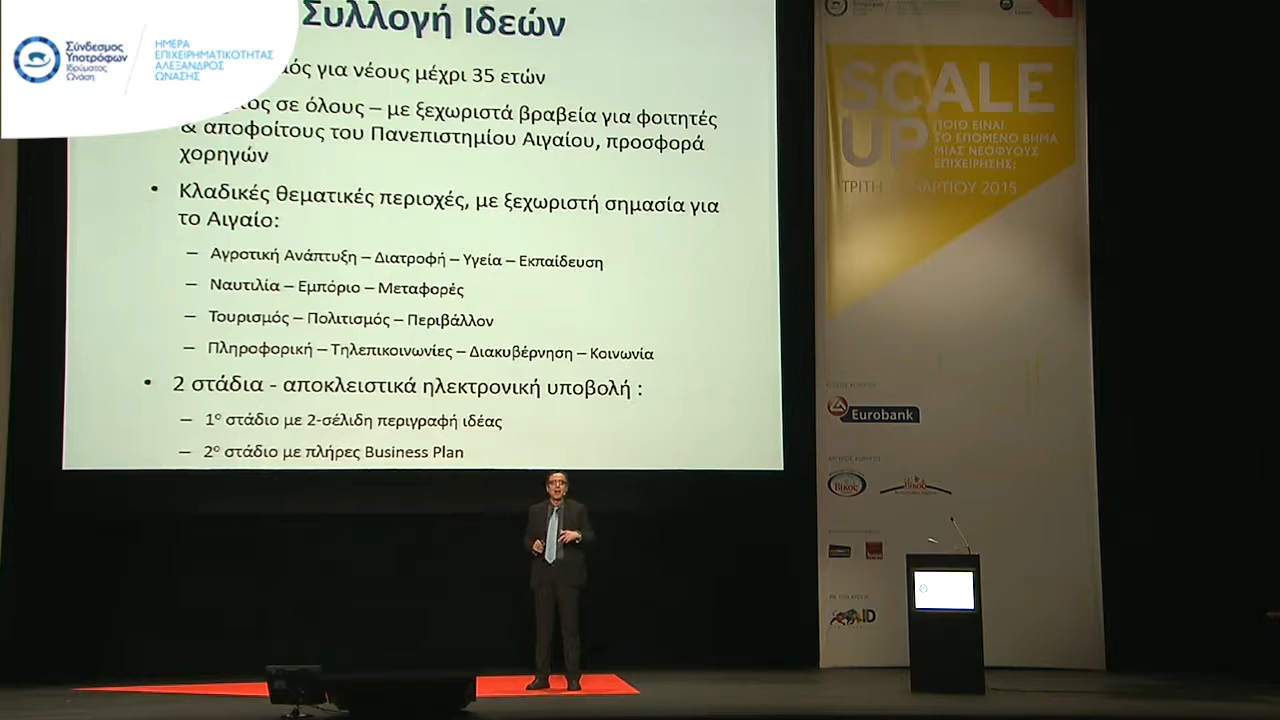 Σύνδεσμος
Υποτρόφων
Ιδρύματος
Ωνάση
ΗΜΕΡΑ
ΕΠΙΧΕΙΡΗΜΑΤΙΚΟΤΗΤΑΣ
ΑΛΕΞΑΝΔΡΟΣ
ΩΝΑΣΗΣ
Συλλογή Ιδεών
για νέους μέχρι 35 ετών
σε όλους – με ξεχωριστά βραβεία για φοιτητές
& αποφοίτους του Πανεπιστημίου Αιγαίου, προσφορά
χορηγών
• Κλαδικές θεματικές περιοχές, με ξεχωριστή σημασία για
το Αιγαίο:
– Αγροτική Ανάπτυξη – Διατροφή – Υγεία – Εκπαίδευση
– Ναυτιλία – Εμπόριο – Μεταφορές
– Τουρισμός – Πολιτισμός – Περιβάλλον
– Πληροφορική – Τηλεπικοινωνίες – Διακυβέρνηση – Κοινωνία
• 2 στάδια - αποκλειστικά ηλεκτρονική υποβολή :
– 1ο στάδιο με 2-σέλιδη περιγραφή ιδέας
– 2ο στάδιο με πλήρες Business Plan
SCALE
UP
ΠΟΙΟ ΕΙΝΑΙ
ΤΟ ΕΠΟΜΕΝΟ ΒΗΜΑ
ΜΙΑΣ ΝΕΟΦΥΟΥΣ
ΕΠΙΧΕΙΡΗΣΗΣ;
ΤΡΙΤΗ ΜΑΡΤΙΟΥ 2015
Eurobank
Βίκος
Βίκος
ID